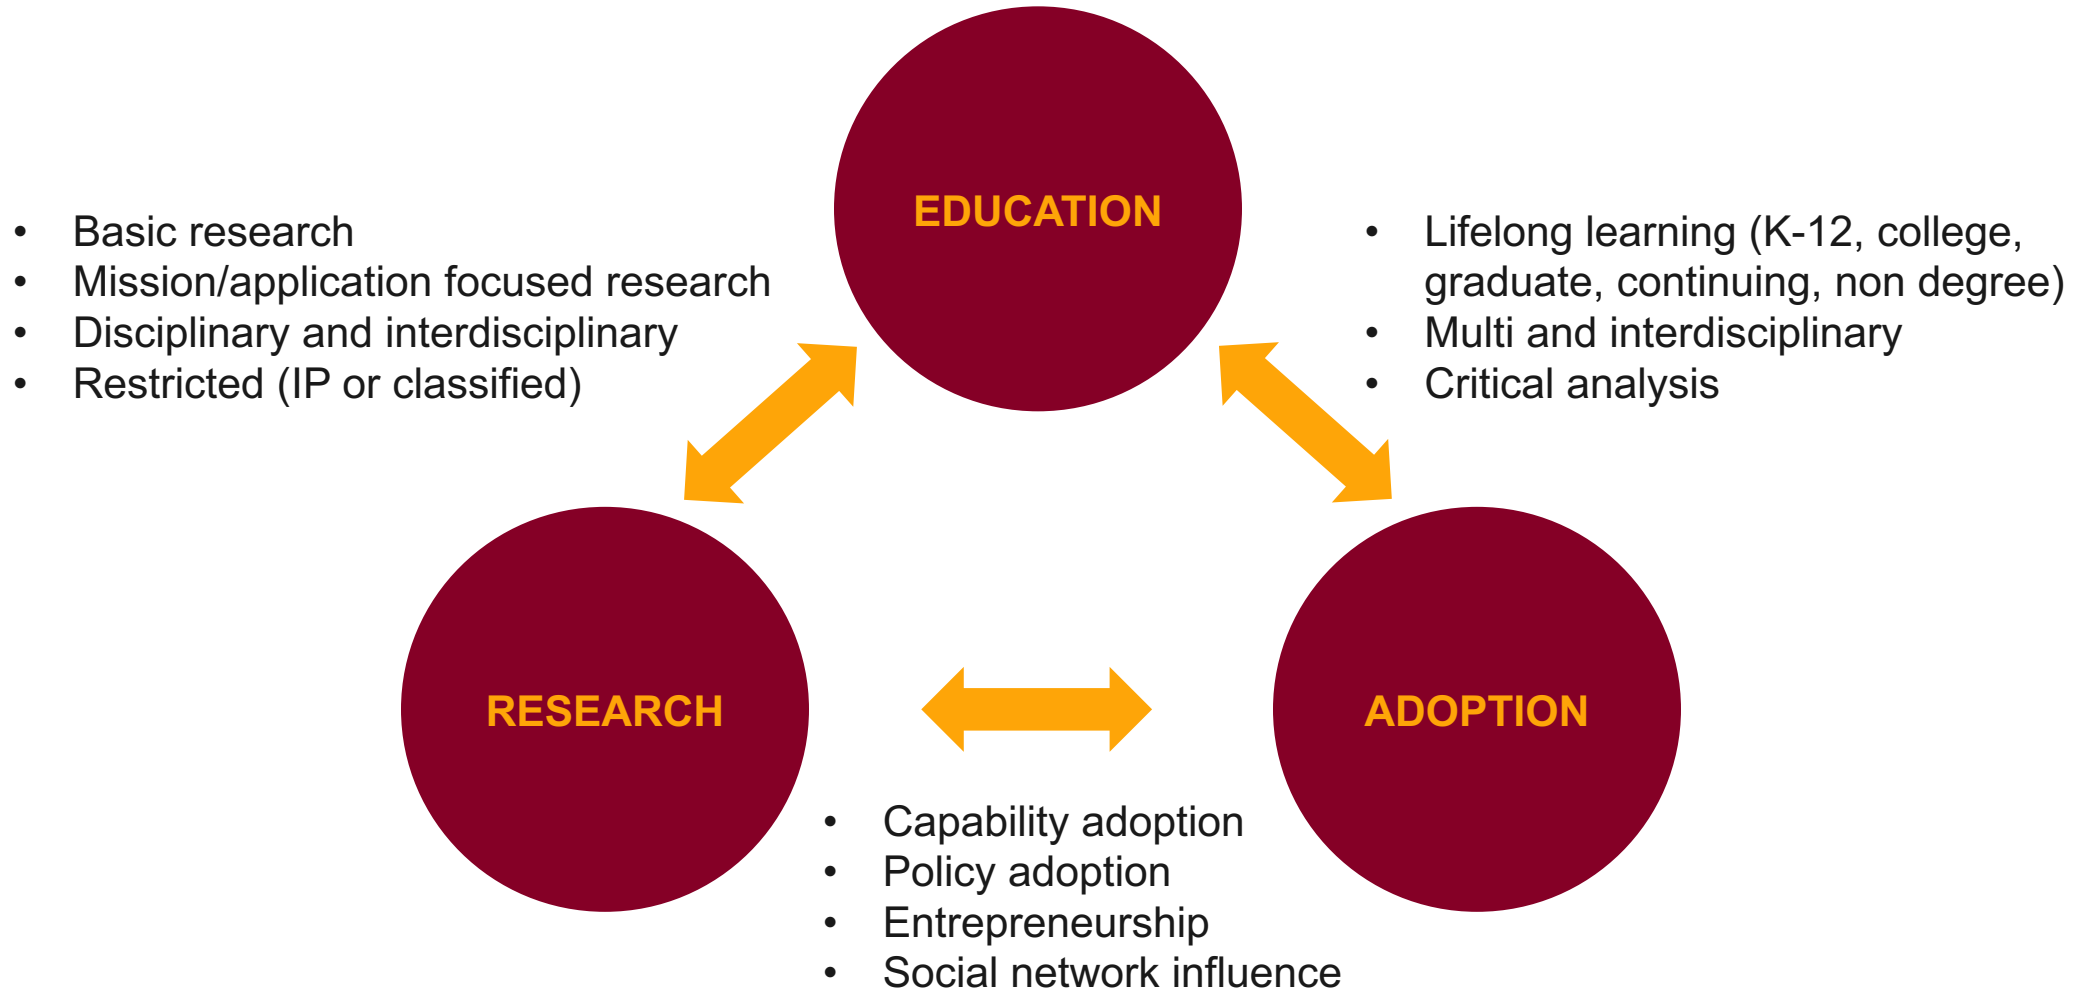 EDUCATION
• Basic research
• Mission/application focused research
• Disciplinary and interdisciplinary
• Restricted (IP or classified)
• Lifelong learning (K-12, college,
graduate, continuing, non degree)
• Multi and interdisciplinary
• Critical analysis
RESEARCH
ADOPTION
• Capability adoption
• Policy adoption
• Entrepreneurship
• Social network influence